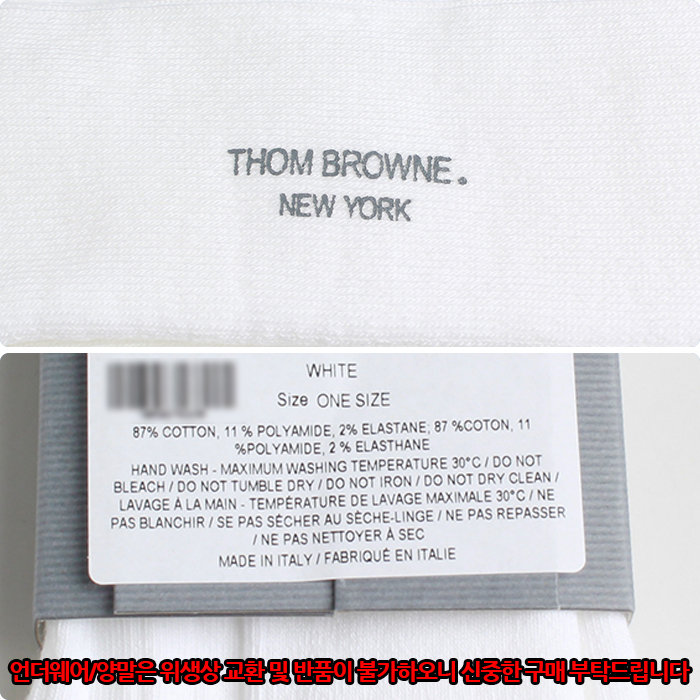 THOM BROWNE.
NEW YORK
WHITE
Size ONE SIZE
87% COTTON, 11 % POLYAMIDE, 2% ELASTANE; 87 %COTON, 11
%POLYAMIDE, 2 % ELASTHANE
HAND WASH - MAXIMUM WASHING TEMPERATURE 30°C / DO NOT
BLEACH / DO NOT TUMBLE DRY / DO NOT IRON / DO NOT DRY CLEAN /
LAVAGE À LA MAIN - TEMPÉRATURE DE LAVAGE MAXIMALE 30°C / NE
PAS BLANCHIR / SE PAS SÉCHER AU SÈCHE-LINGE / NE PAS REPASSER
/ NE PAS NETTOYER À SEC
MADE IN ITALY / FABRIQUÉ EN ITALIE
언더웨어/양말은 위생상 교환 및 반품이 불가하오니 신중한 구매 부탁드립니다